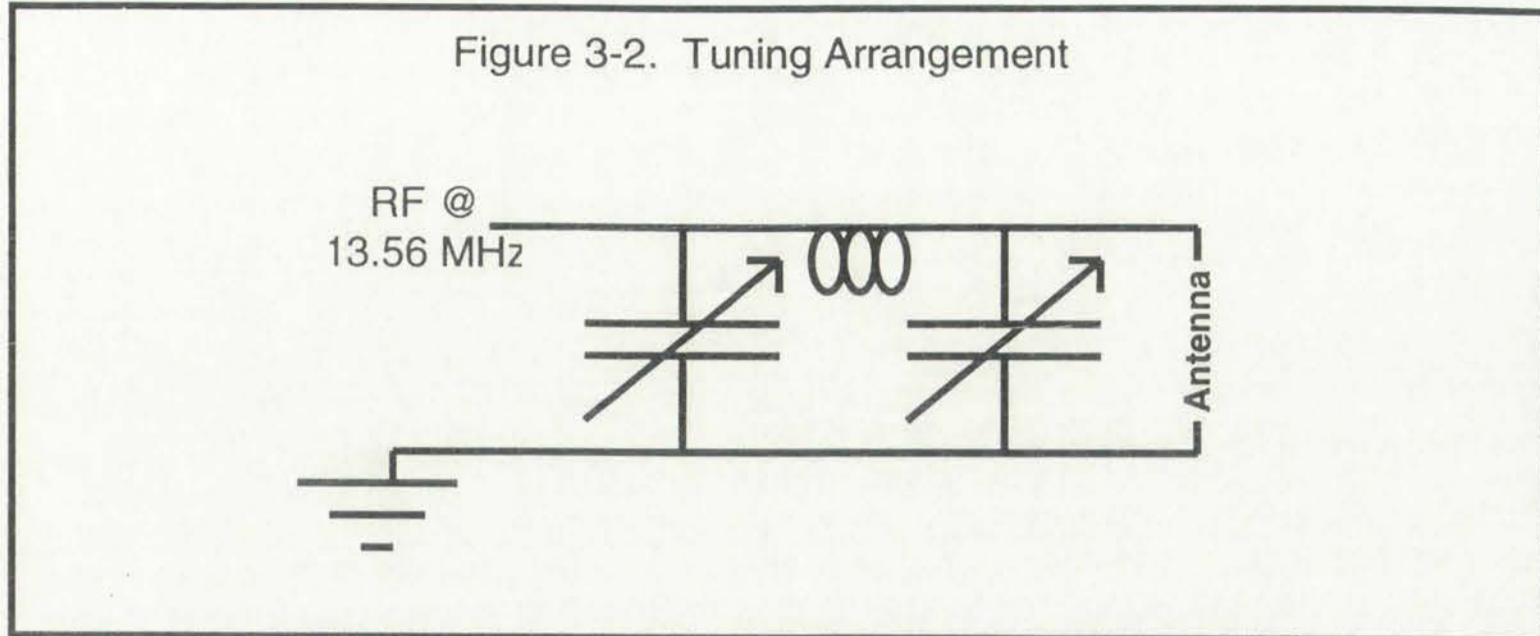 Figure 3-2. Tuning Arrangement
RF @
13.56 MHz
Antenna